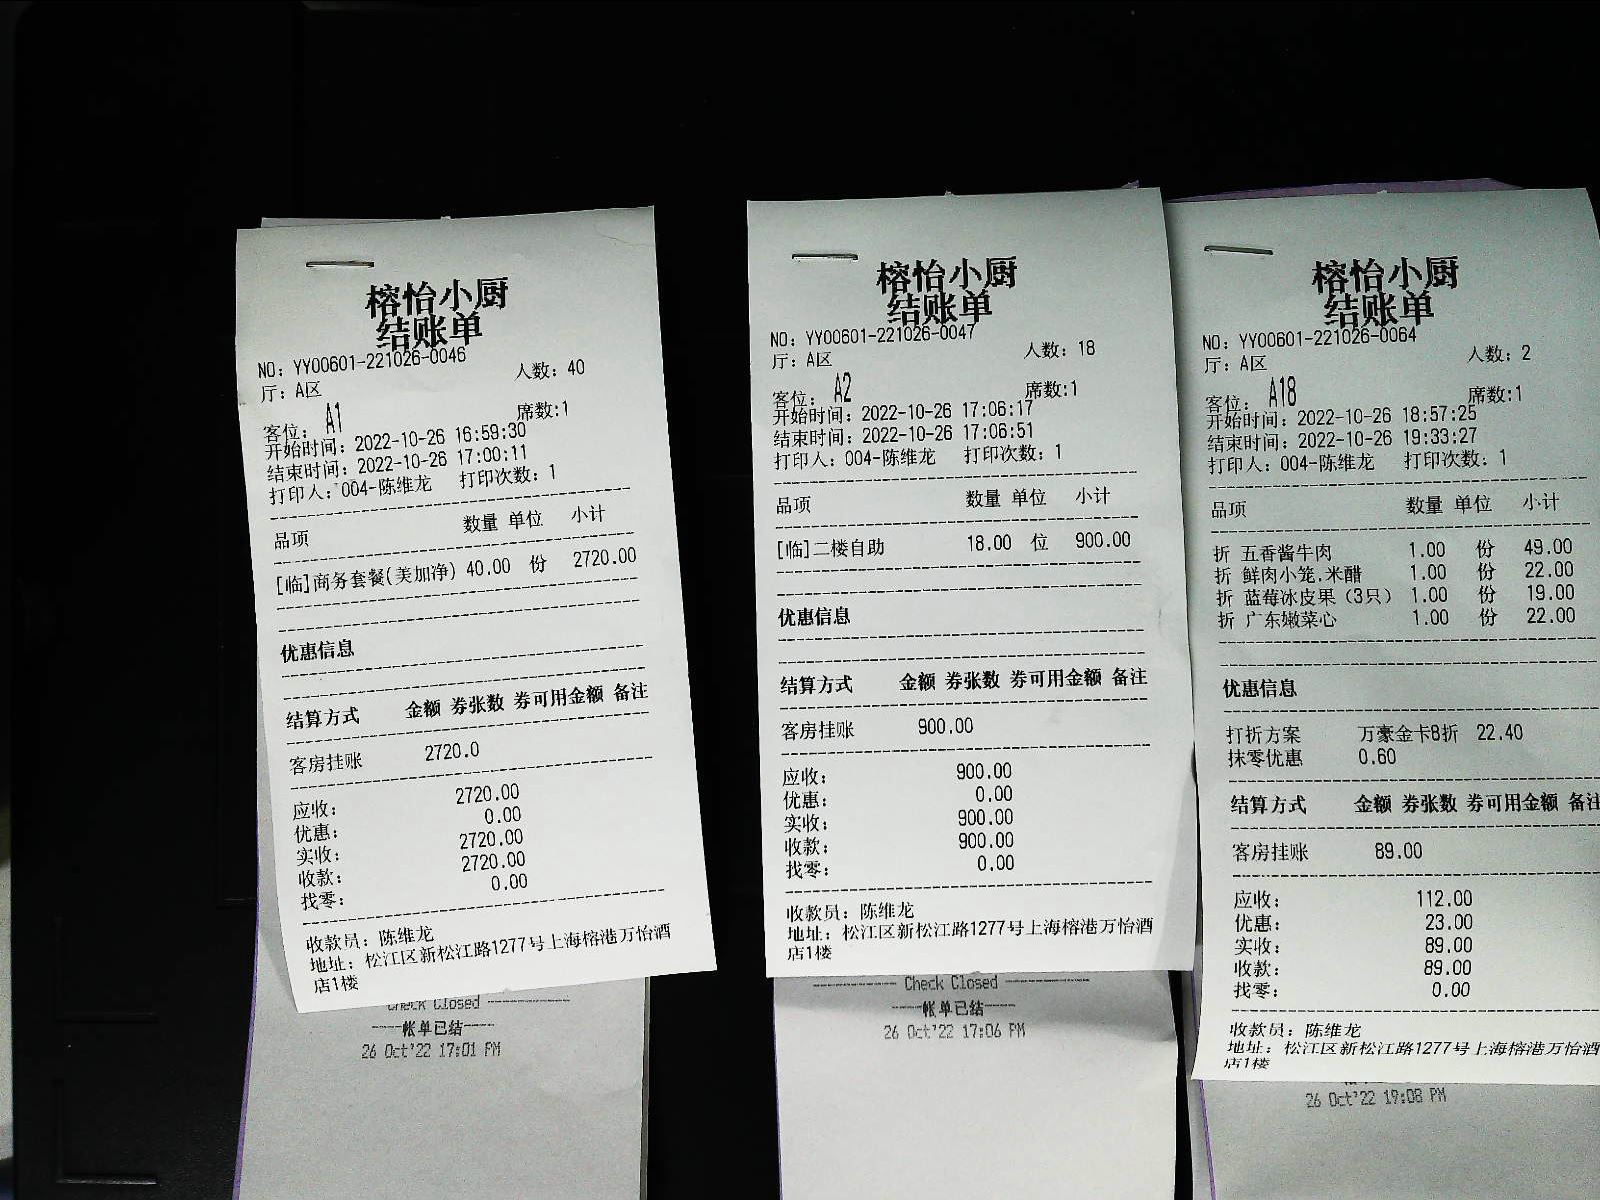 榕怡小厨
结账单
NO: YY00601-221026-0046
厅: A区 人数: 40
客位: A1 席数:1
开始时间: 2022-10-26 16:59:30
结束时间: 2022-10-26 17:00:11
打印人: 004-陈维龙 打印次数: 1
品项 数量 单位 小计
[临]商务套餐(美加净) 40.00 份 2720.00
优惠信息
结算方式 金额 券张数 券可用金额 备注
客房挂账 2720.0
应收: 2720.00
优惠: 0.00
实收: 2720.00
收款: 2720.00
找零: 0.00
收款员: 陈维龙
地址: 松江区新松江路1277号上海榕港万怡酒
店1楼
Check Closed
帐单已结
26 Oct'22 17:01 PM
榕怡小厨
结账单
NO: YY00601-221026-0047
厅: A区 人数: 18
客位: A2 席数:1
开始时间: 2022-10-26 17:06:17
结束时间: 2022-10-26 17:06:51
打印人: 004-陈维龙 打印次数: 1
品项 数量 单位 小计
[临]二楼自助 18.00 位 900.00
优惠信息
结算方式 金额 券张数 券可用金额 备注
客房挂账 900.00
应收: 900.00
优惠: 0.00
实收: 900.00
收款: 900.00
找零: 0.00
收款员: 陈维龙
地址: 松江区新松江路1277号上海榕港万怡酒
店1楼
Check Closed
帐单已结
26 Oct'22 17:06 PM
榕怡小厨
结账单
NO: YY00601-221026-0064
厅: A区 人数: 2
客位: A18 席数:1
开始时间: 2022-10-26 18:57:25
结束时间: 2022-10-26 19:33:27
打印人: 004-陈维龙 打印次数: 1
品项 数量 单位 小计
折 五香酱牛肉 1.00 份 49.00
折 鲜肉小笼.米醋 1.00 份 22.00
折 蓝莓冰皮果 (3只) 1.00 份 19.00
折 广东嫩菜心 1.00 份 22.00
优惠信息
打折方案 万豪金卡8折 22.40
抹零优惠 0.60
结算方式 金额 券张数 券可用金额 备注
客房挂账 89.00
应收: 112.00
优惠: 23.00
实收: 89.00
收款: 89.00
找零: 0.00
收款员: 陈维龙
地址: 松江区新松江路1277号上海榕港万怡酒
店1楼
26 Oct'22 19:08 PM